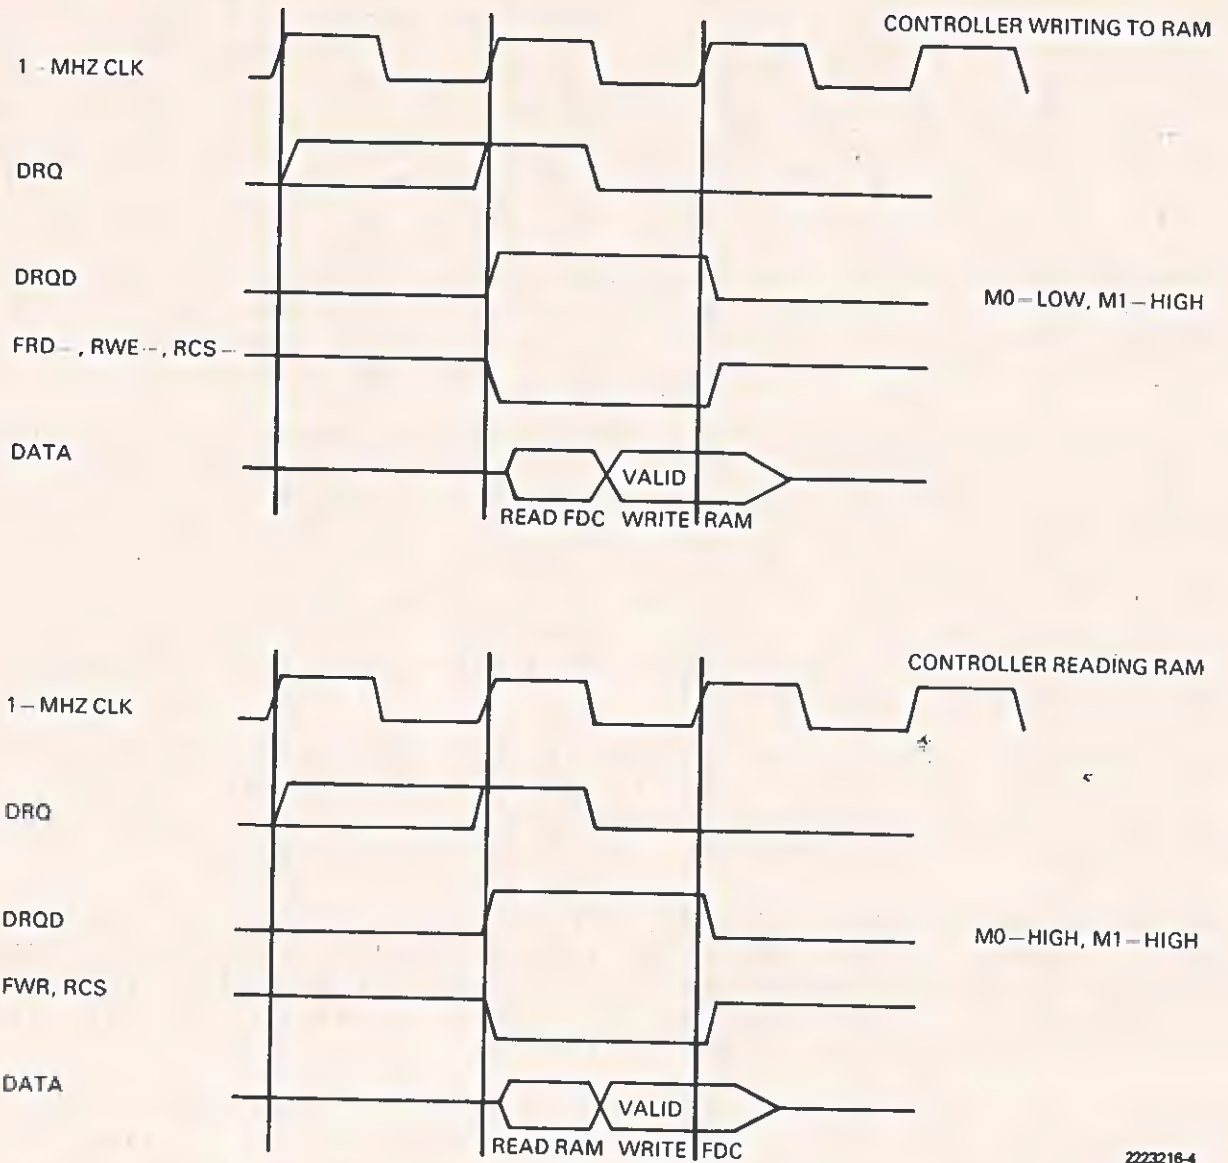 CONTROLLER WRITING TO RAM
1–MHZ CLK
DRQ
DRQD
M0–LOW, M1–HIGH
FRD–, RWE–, RCS–
DATA
VALID
READ FDC WRITE RAM
CONTROLLER READING RAM
1–MHZ CLK
DRQ
DRQD
M0–HIGH, M1–HIGH
FWR, RCS
DATA
VALID
READ RAM WRITE FDC
2223216-4